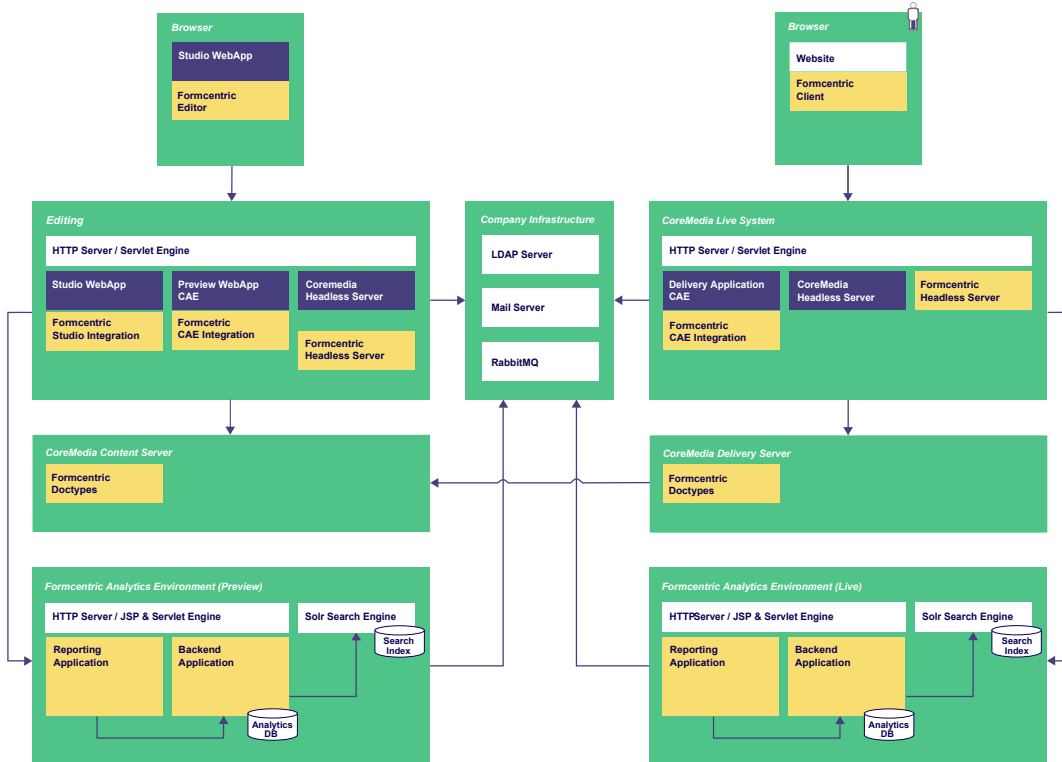 Browser
Studio WebApp
Formcentric
Editor
Browser
Website
Formcentric
Client
Editing
HTTP Server / Servlet Engine
Studio WebApp
Preview WebApp
CAE
Coremedia
Headless Server
Formcentric
Studio Integration
Formcetric
CAE Integration
Formcentric
Headless Server
Company Infrastructure
LDAP Server
Mail Server
RabbitMQ
CoreMedia Live System
HTTP Server / Servlet Engine
Delivery Application
CAE
CoreMedia
Headless Server
Formcentric
Headless Server
Formcentric
CAE Integration
CoreMedia Content Server
Formcentric
Doctypes
CoreMedia Delivery Server
Formcentric
Doctypes
Formcentric Analytics Environment (Preview)
HTTP Server / JSP & Servlet Engine
Solr Search Engine
Search
Index
Reporting
Application
Backend
Application
Analytics
DB
Formcentric Analytics Environment (Live)
HTTPServer / JSP & Servlet Engine
Solr Search Engine
Search
Index
Reporting
Application
Backend
Application
Analytics
DB